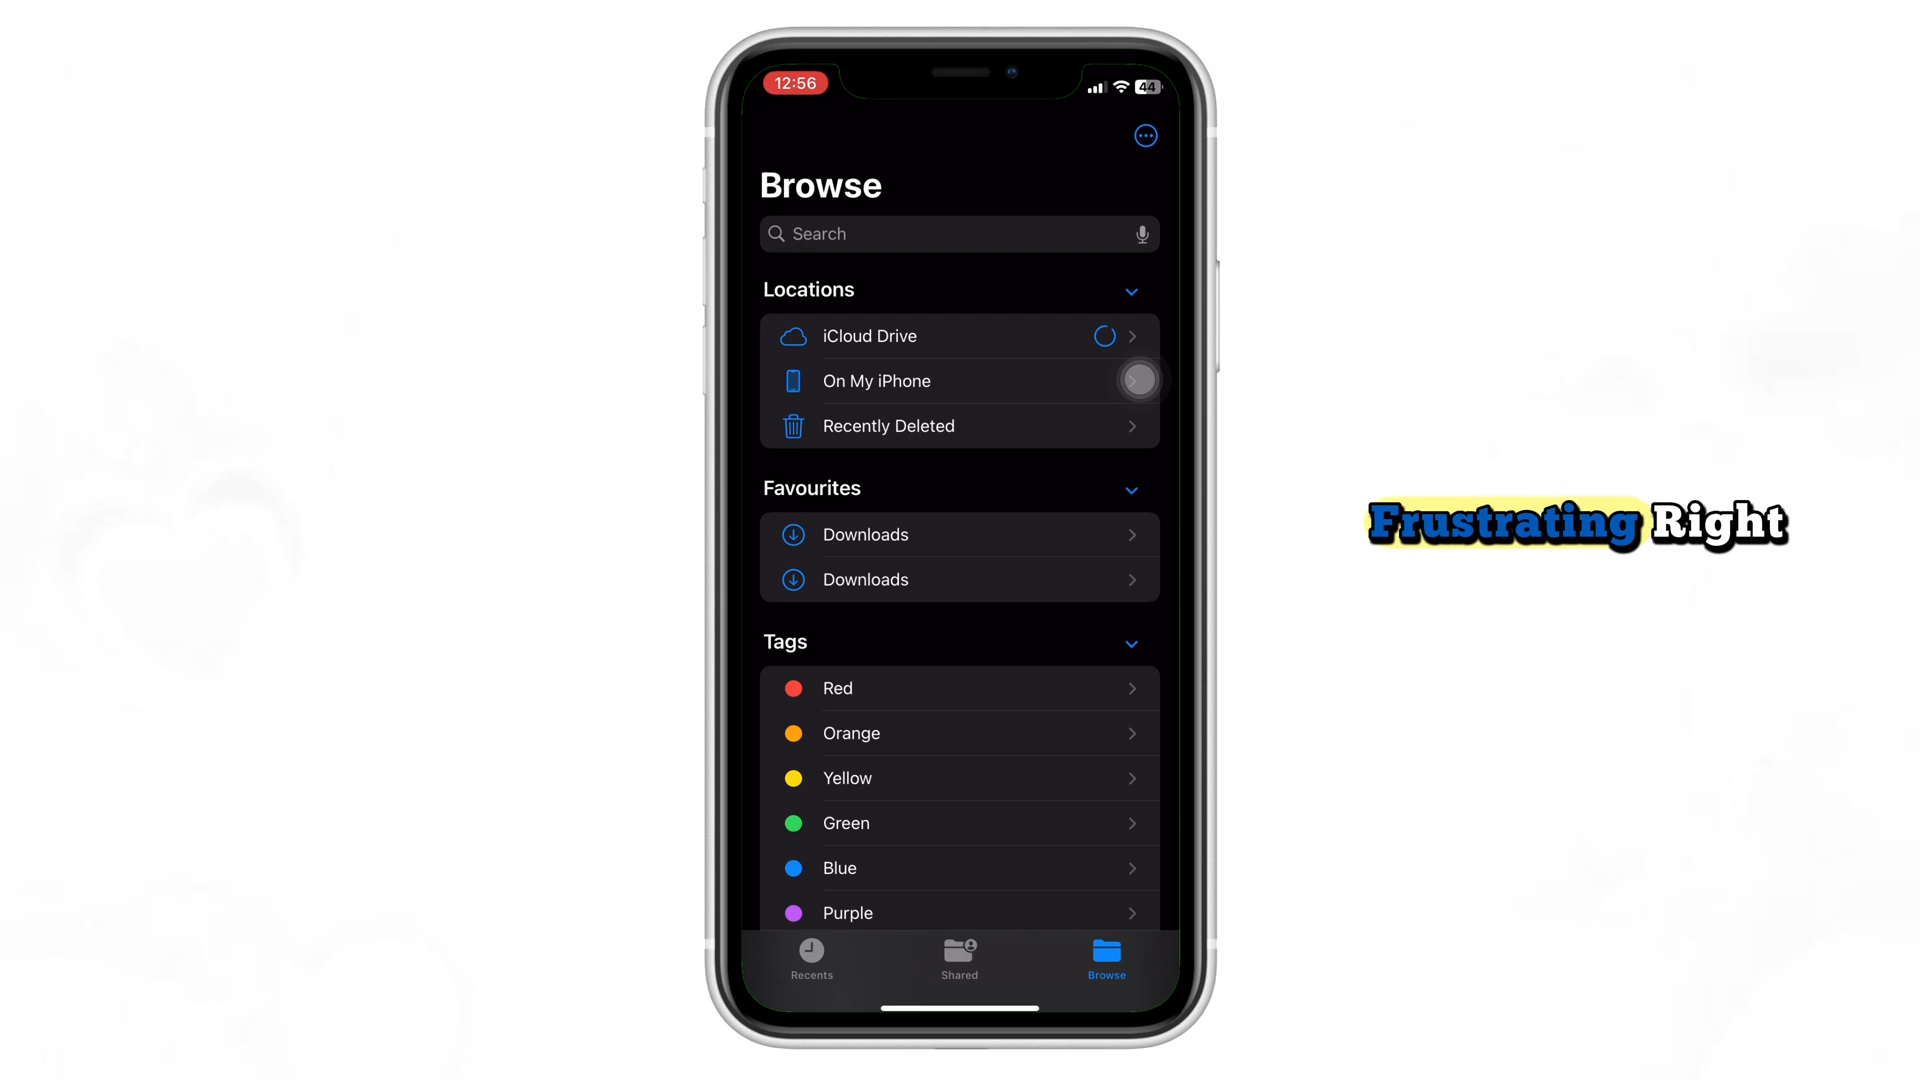 12:56
44
Browse
Search
Locations
iCloud Drive
On My iPhone
Recently Deleted
Favourites
Downloads
Downloads
Frustrating Right
Tags
Red
Orange
Yellow
Green
Blue
Purple
Recents
Shared
Browse